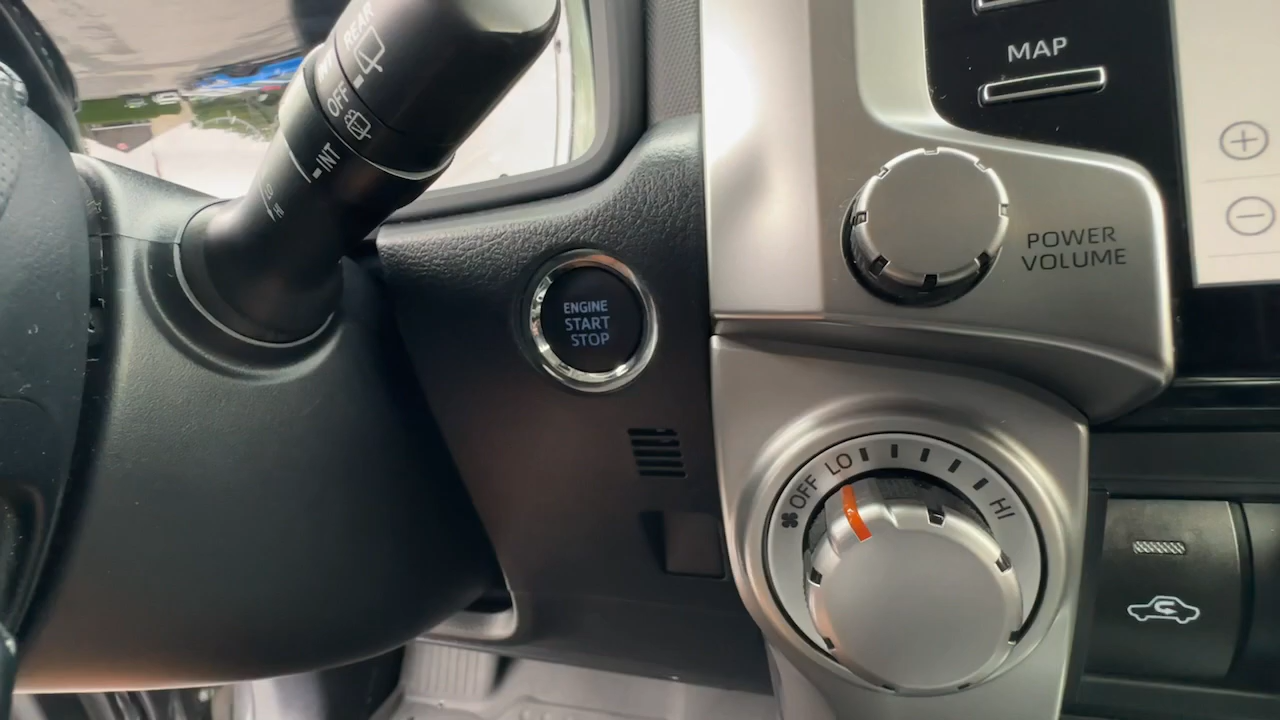 REAR
OFF
INT
MAP
POWER
VOLUME
ENGINE
START
STOP
OFF
LO
HI